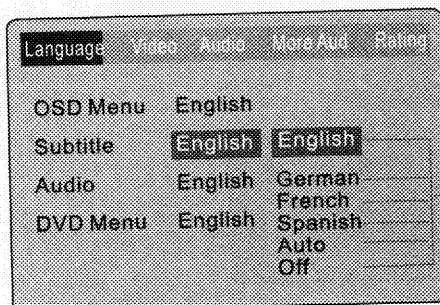 Language Video Audio More Aud Rating
OSD Menu English
Subtitle English English
Audio English German
French
DVD Menu English Spanish
Auto
Off